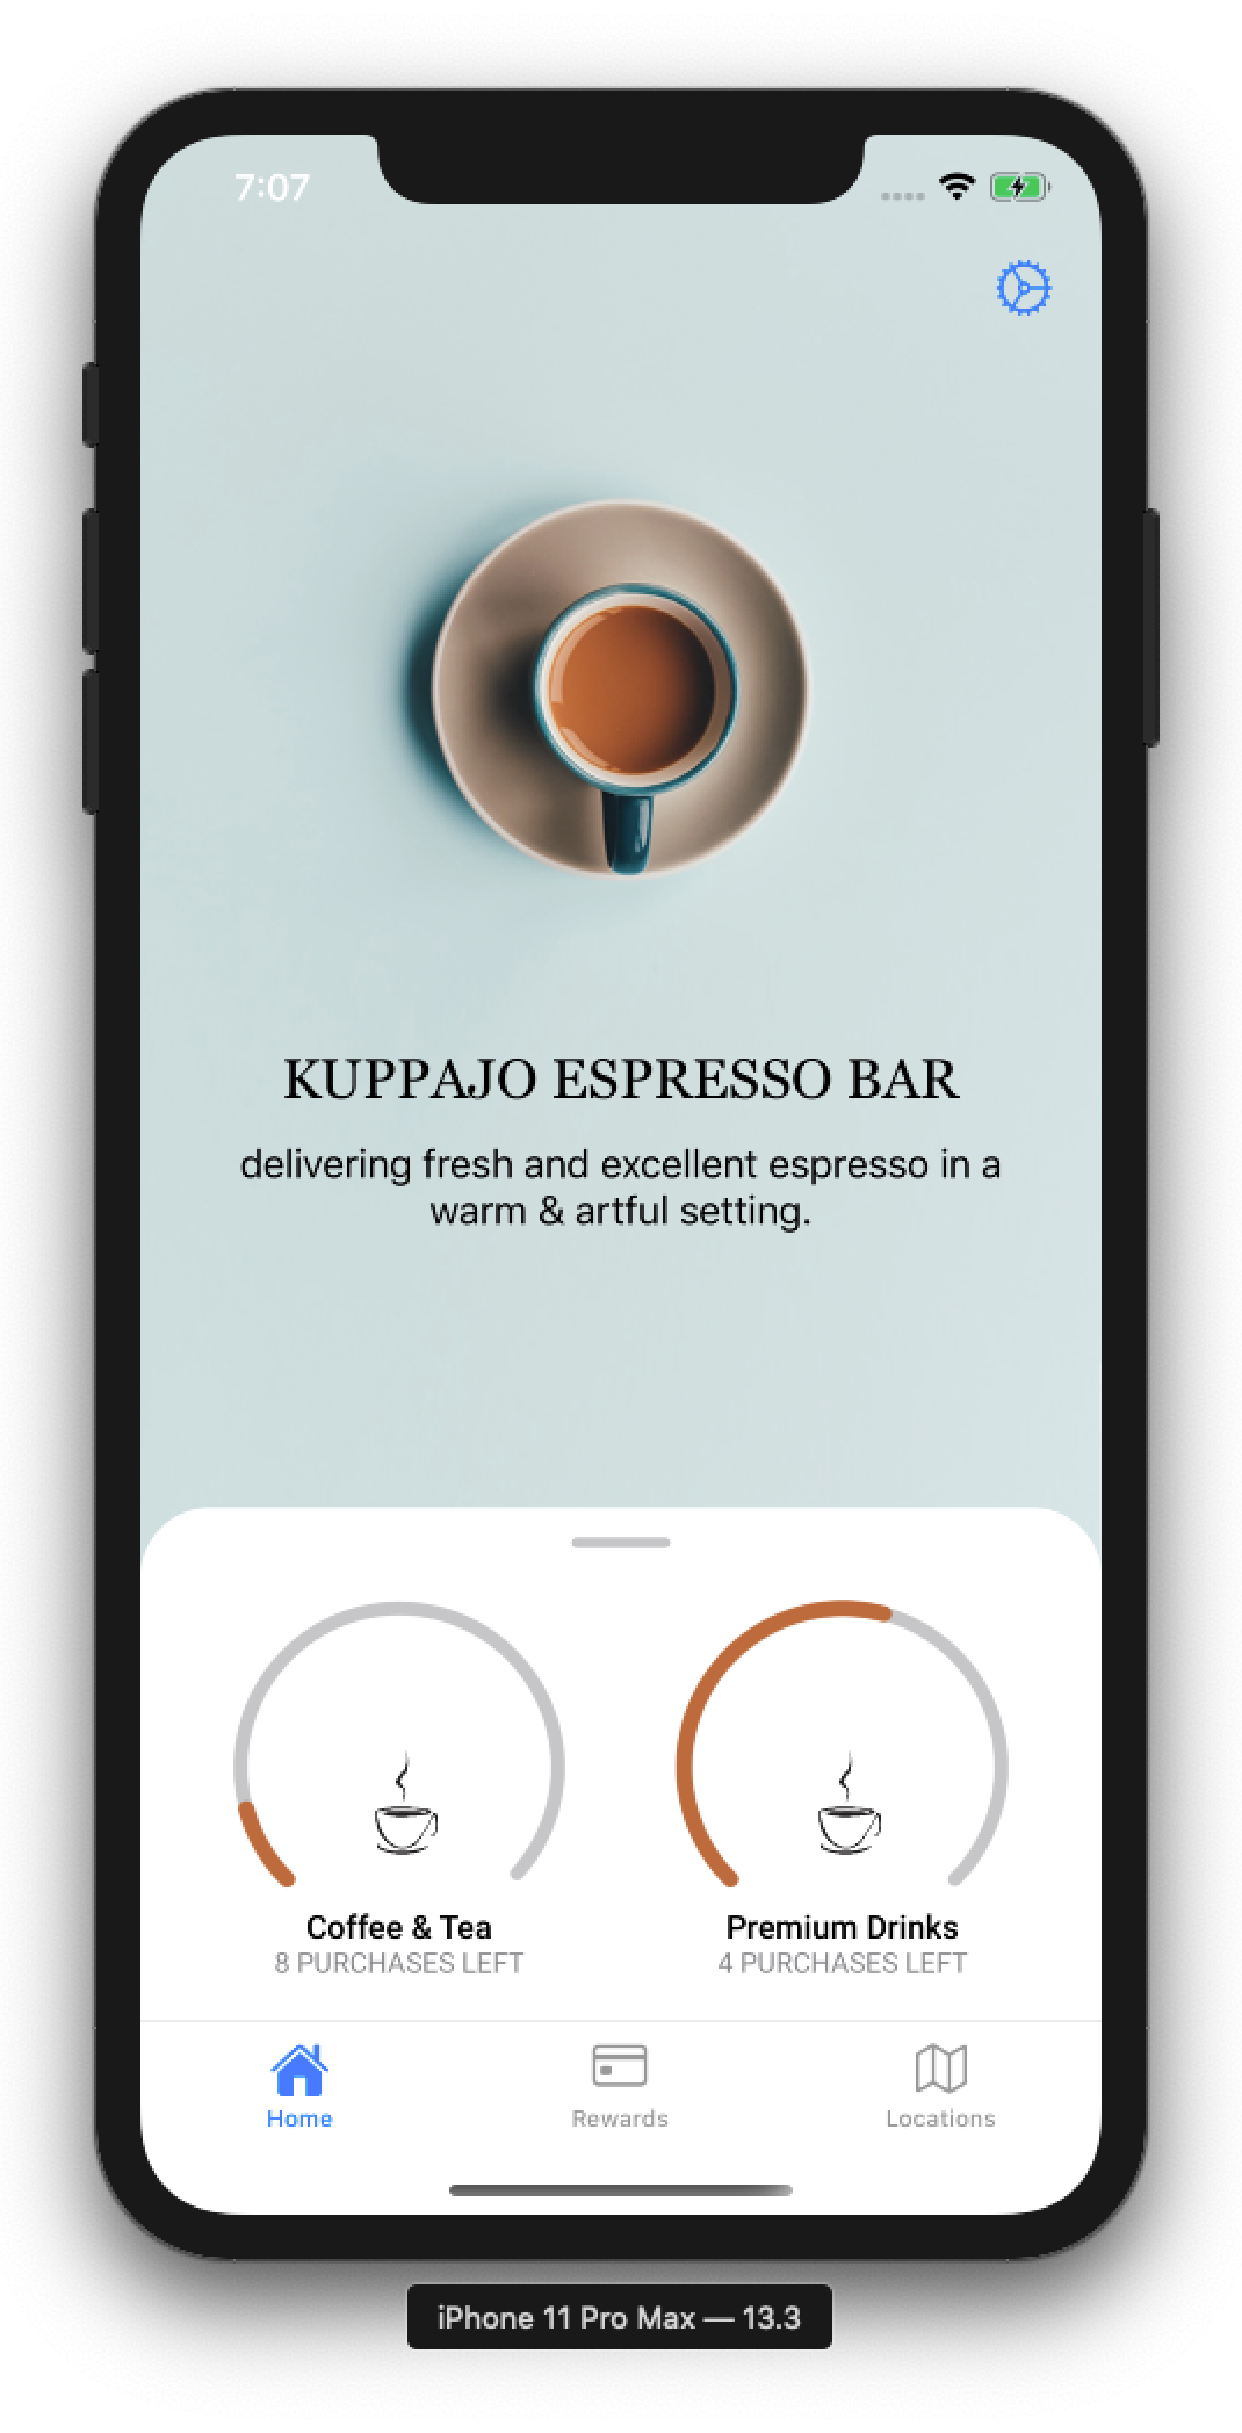 7:07
KUPPAJO ESPRESSO BAR
delivering fresh and excellent espresso in a
warm & artful setting.
Coffee & Tea
8 PURCHASES LEFT
Premium Drinks
4 PURCHASES LEFT
Home
Rewards
Locations
iPhone 11 Pro Max — 13.3